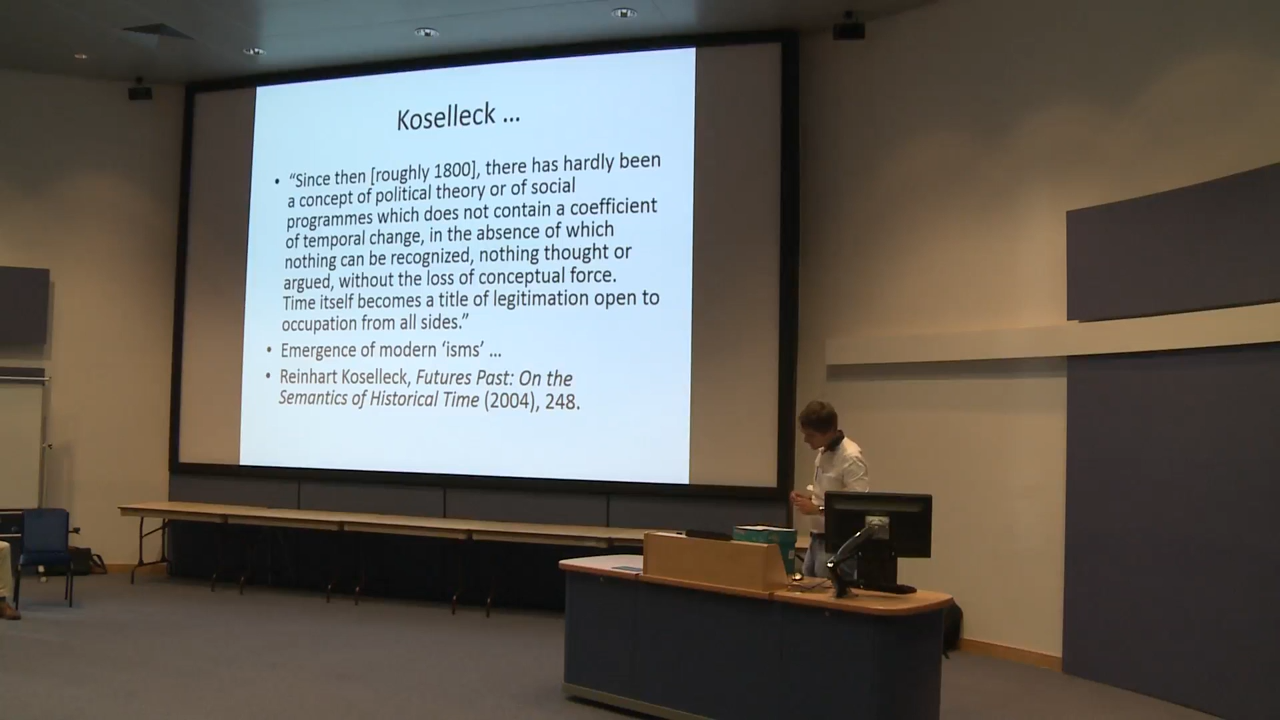 Koselleck ...
• “Since then [roughly 1800], there has hardly been
a concept of political theory or of social
programmes which does not contain a coefficient
of temporal change, in the absence of which
nothing can be recognized, nothing thought or
argued, without the loss of conceptual force.
Time itself becomes a title of legitimation open to
occupation from all sides.”
• Emergence of modern ‘isms’ ...
• Reinhart Koselleck, Futures Past: On the
Semantics of Historical Time (2004), 248.